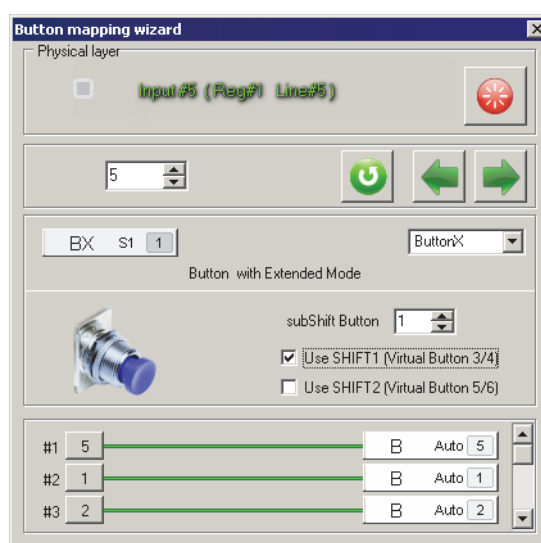 Button mapping wizard
Physical layer
Input#5 (Reg#1 Line#5)
5
BX S1 1 ButtonX
Button with Extended Mode
subShift Button 1
Use SHIFT1 (Virtual Button 3/4)
Use SHIFT2 (Virtual Button 5/6)
#1 5 B Auto 5
#2 1 B Auto 1
#3 2 B Auto 2